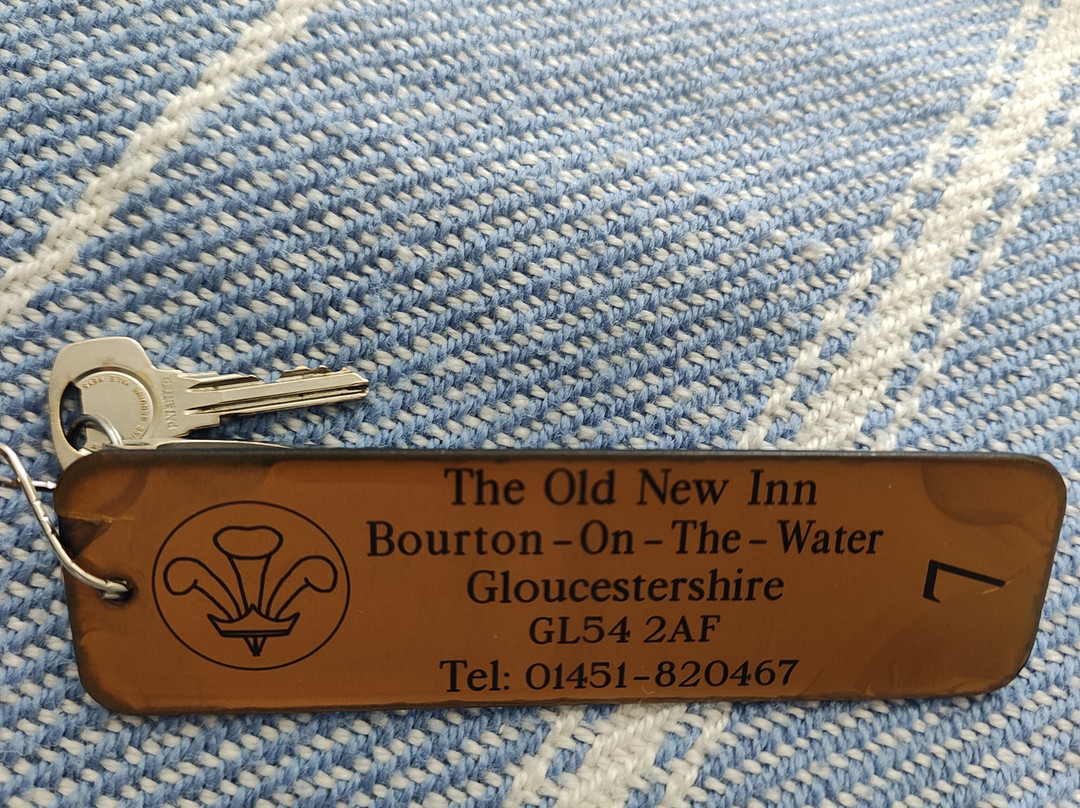 The Old New Inn
Bourton-On-The-Water
Gloucestershire
GL54 2AF
Tel: 01451-820467
7